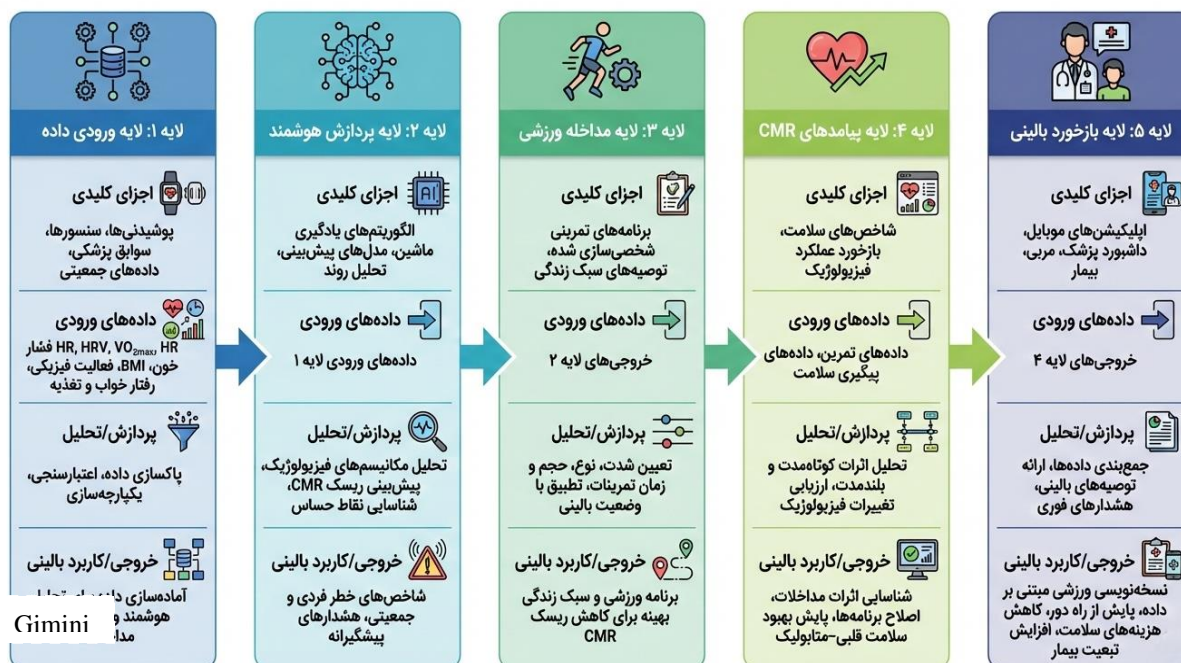 لایه ۱: لایه ورودی داده
اجزای کلیدی
پوشیدنی‌ها، سنسورها،
سوابق پزشکی،
داده‌های جمعیتی
داده‌های ورودی
HR, HRV, VO2max, HR فشار
خون، BMI، فعالیت فیزیکی،
رفتار خواب و تغذیه
پردازش/تحلیل
پاکسازی داده، اعتبارسنجی،
یکپارچه‌سازی
خروجی/کاربرد بالینی
آماده‌سازی
هوشمند و
Gimini
لایه ۲: لایه پردازش هوشمند
اجزای کلیدی
AI
الگوریتم‌های یادگیری
ماشین، مدل‌های پیش‌بینی،
تحلیل روند
داده‌های ورودی
داده‌های ورودی لایه ۱
پردازش/تحلیل
تحلیل مکانیسم‌های فیزیولوژیک،
پیش‌بینی ریسک CMR،
شناسایی نقاط حساس
خروجی/کاربرد بالینی
شاخص‌های خطر فردی و
جمعیتی، هشدارهای
پیشگیرانه
لایه ۳: لایه مداخله ورزشی
اجزای کلیدی
برنامه‌های تمرینی
شخصی‌سازی شده،
توصیه‌های سبک زندگی
داده‌های ورودی
خروجی‌های لایه ۲
پردازش/تحلیل
تعیین شدت، نوع، حجم و
زمان تمرینات، تطبیق با
وضعیت بالینی
خروجی/کاربرد بالینی
برنامه ورزشی و سبک زندگی
بهینه برای کاهش ریسک
CMR
لایه ۴: لایه پیامدهای CMR
اجزای کلیدی
شاخص‌های سلامت،
بازخورد عملکرد
فیزیولوژیک
داده‌های ورودی
داده‌های تمرین، داده‌های
پیگیری سلامت
پردازش/تحلیل
تحلیل اثرات کوتاه‌مدت و
بلندمدت، ارزیابی
تغییرات فیزیولوژیک
خروجی/کاربرد بالینی
شناسایی اثرات مداخلات،
اصلاح برنامه‌ها، پایش بهبود
سلامت قلبی-متابولیک
لایه ۵: لایه بازخورد بالینی
اجزای کلیدی
اپلیکیشن‌های موبایل،
داشبورد پزشک، مربی،
بیمار
داده‌های ورودی
خروجی‌های لایه ۴
پردازش/تحلیل
جمع‌بندی داده‌ها، ارائه
توصیه‌های بالینی،
هشدارهای فوری
خروجی/کاربرد بالینی
نسخه‌نویسی ورزشی مبتنی بر
داده، پایش از راه دور، کاهش
هزینه‌های سلامت، افزایش
تبعیت بیمار